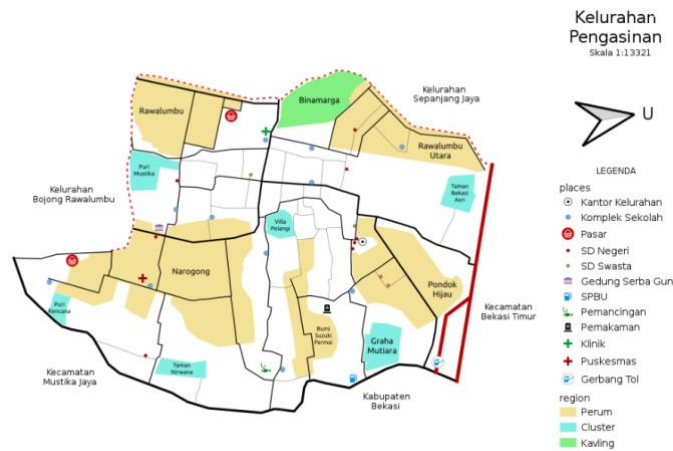 Kelurahan
Pengasinan
Skala 1:13321
U
Kelurahan
Sepanjang Jaya
Binamarga
Rawalumbu
Rawalumbu
Utara
Puri
Mustika
Taman
Bekasi
Asri
Kelurahan
Bojong Rawalumbu
Villa
Pelangi
Narogong
Pondok
Hijau
Puri
Kencana
Bumi
Suzuki
Permai
Kecamatan
Bekasi Timur
Graha
Mutiara
Taman
Nirwana
Kecamatan
Mustika Jaya
Kabupaten
Bekasi
LEGENDA
places
Kantor Kelurahan
Komplek Sekolah
Pasar
SD Negeri
SD Swasta
Gedung Serba Gun
SPBU
Pemancingan
Pemakaman
Klinik
Puskesmas
Gerbang Tol
region
Perum
Cluster
Kavling